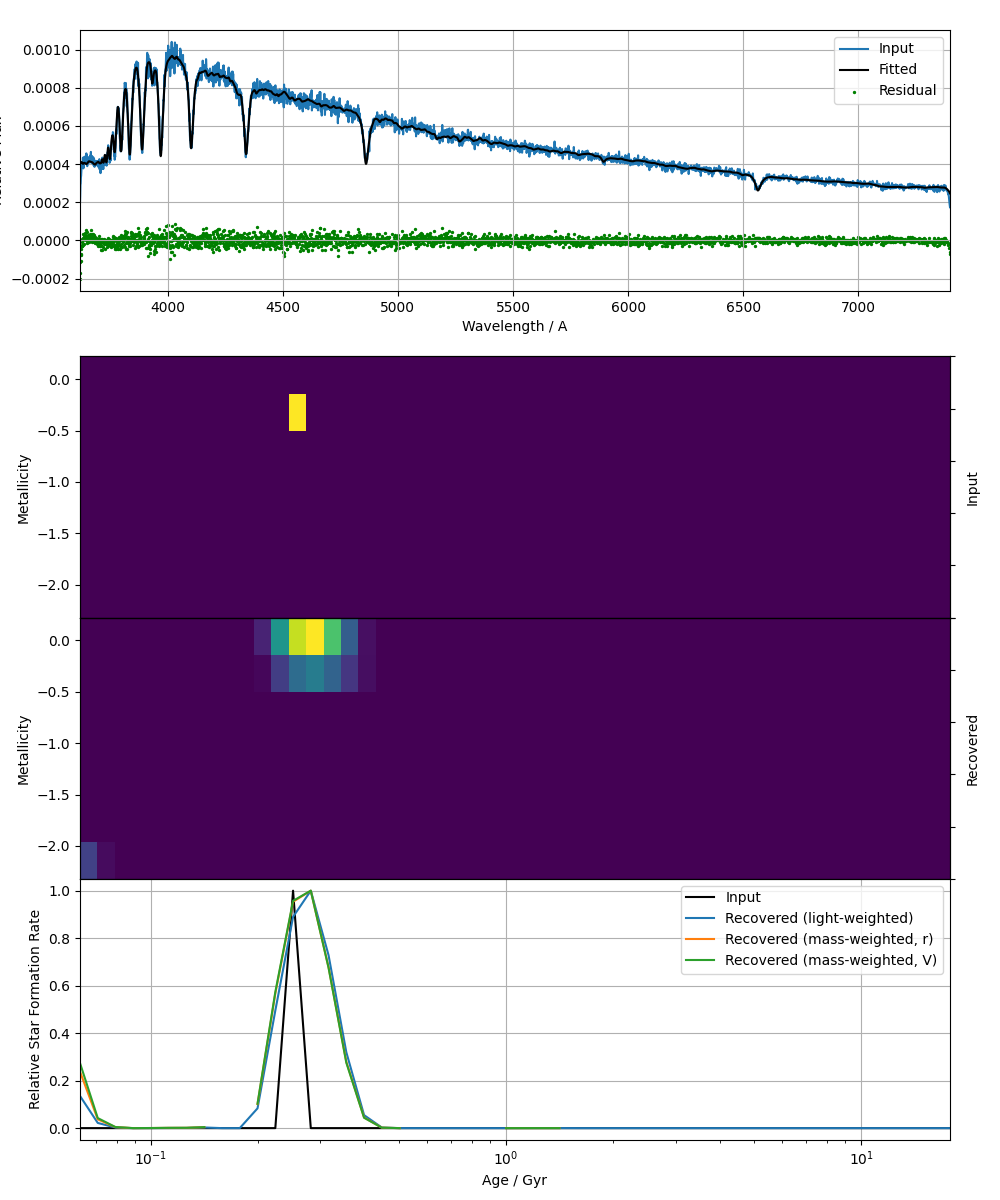 0.0010
0.0008
0.0006
0.0004
0.0002
0.0000
−0.0002
Input
Fitted
Residual
4000 4500 5000 5500 6000 6500 7000
Wavelength / A
0.0
−0.5
−1.0
−1.5
−2.0
Metallicity
Input
0.0
−0.5
−1.0
−1.5
−2.0
Metallicity
Recovered
1.0
0.8
0.6
0.4
0.2
0.0
Relative Star Formation Rate
Input
Recovered (light-weighted)
Recovered (mass-weighted, r)
Recovered (mass-weighted, V)
10⁻¹ 10⁰ 10¹
Age / Gyr